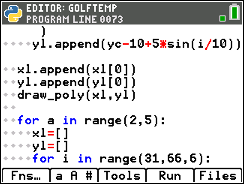 EDITOR: GOLFTEMP
PROGRAM LINE 0073
)
yl.append(yc-10+5*sin(i/10))
xl.append(xl[0])
yl.append(yl[0])
draw_poly(xl,yl)
for a in range(2,5):
xl=[]
yl=[]
for i in range(31,66,6):
Fns… a A # Tools Run Files